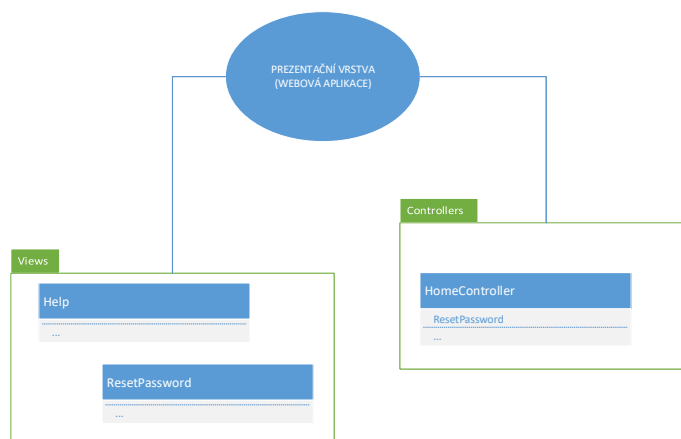 PREZENTAČNÍ VRSTVA
(WEBOVÁ APLIKACE)
Controllers
HomeController
ResetPassword
...
Views
Help
...
ResetPassword
...